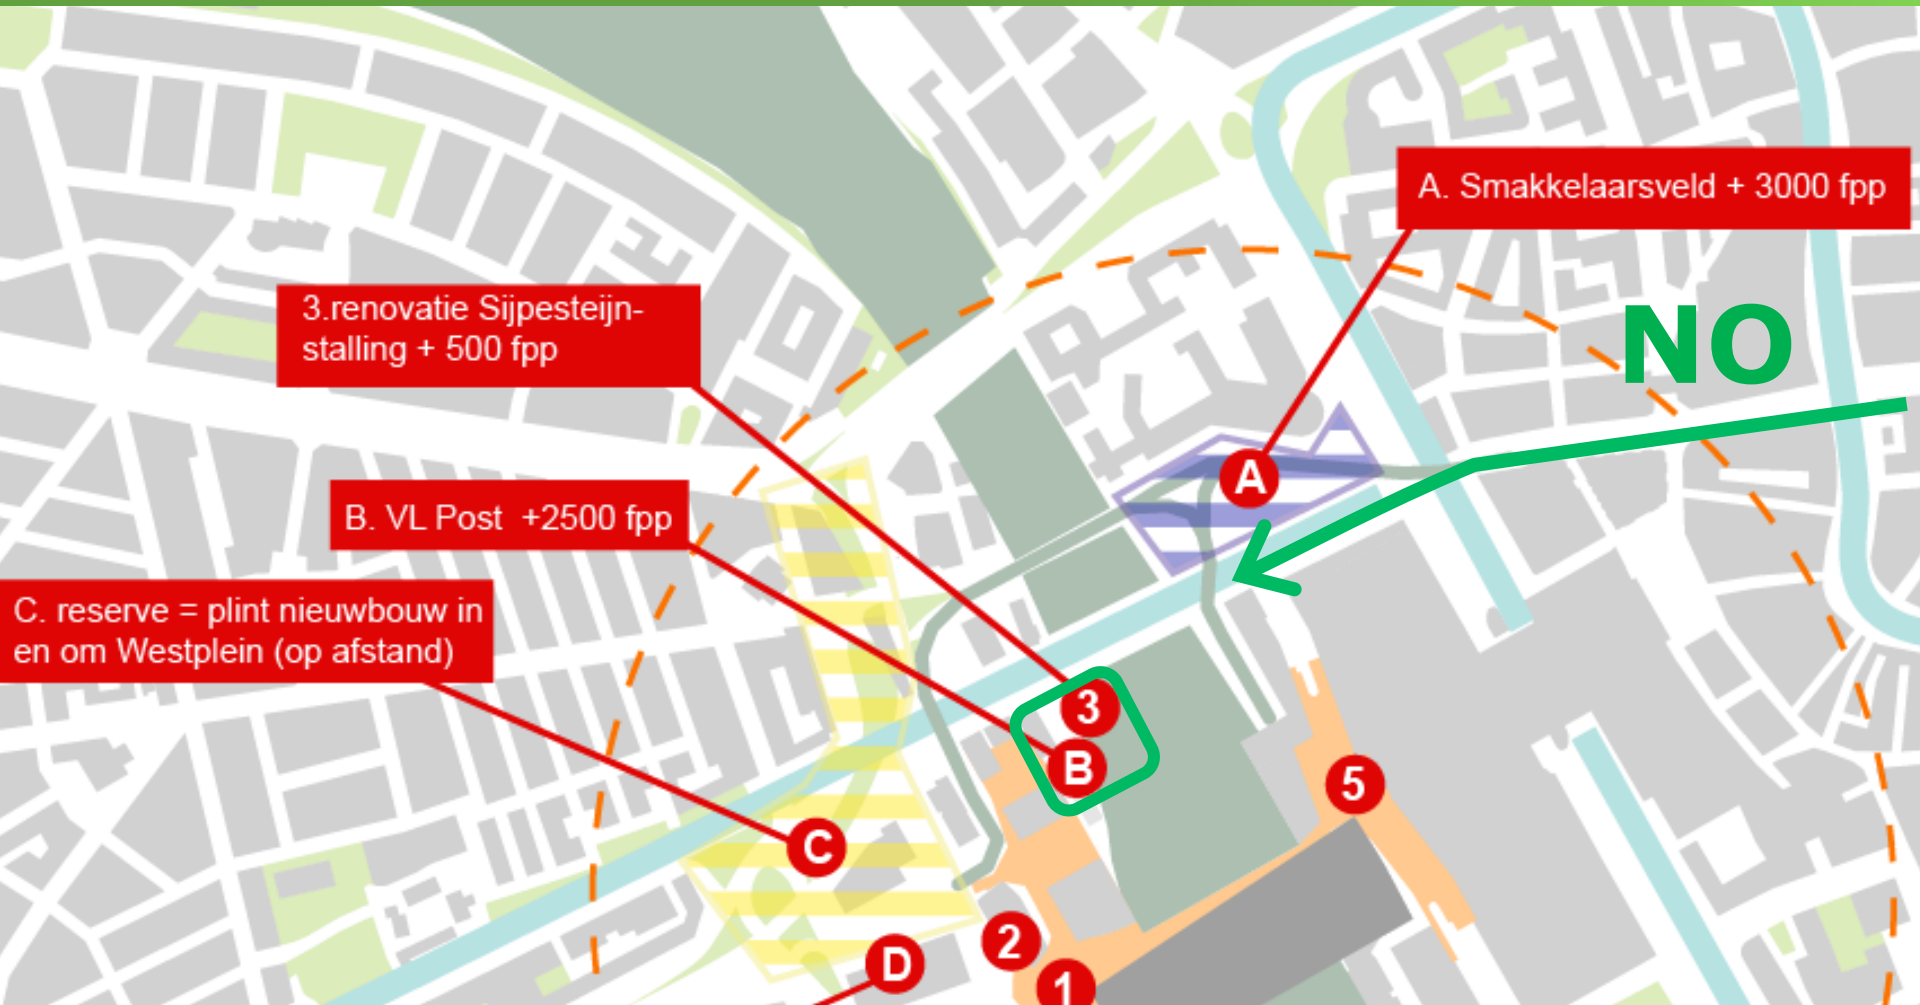 A. Smakkelaarsveld + 3000 fpp
3.renovatie Sijpesteijn-
stalling + 500 fpp
NO
B. VL Post +2500 fpp
C. reserve = plint nieuwbouw in
en om Westplein (op afstand)
A
3
B
5
C
2
D
1